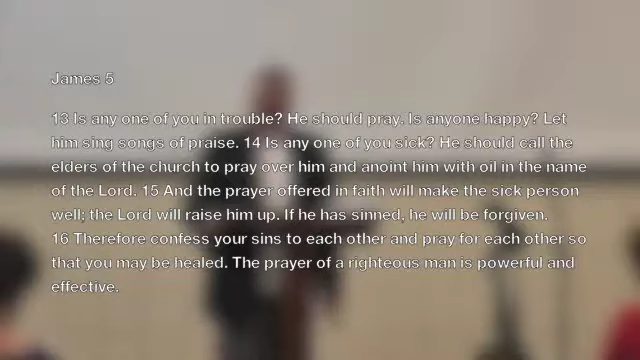 James 5
13 Is any one of you in trouble? He should pray. Is anyone happy? Let
him sing songs of praise. 14 Is any one of you sick? He should call the
elders of the church to pray over him and anoint him with oil in the name
of the Lord. 15 And the prayer offered in faith will make the sick person
well; the Lord will raise him up. If he has sinned, he will be forgiven.
16 Therefore confess your sins to each other and pray for each other so
that you may be healed. The prayer of a righteous man is powerful and
effective.